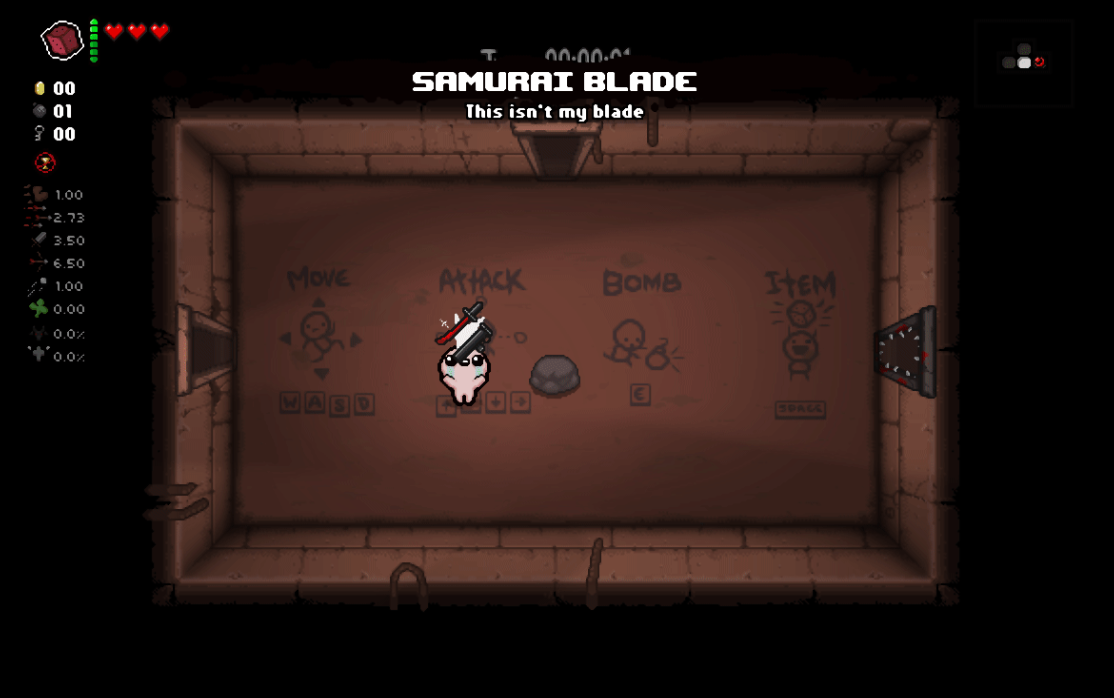 SAMURAI BLADE
This isn't my blade
00
01
00
1.00
2.73
3.50
6.50
1.00
0.00
0.0%
0.0%
MOVE ATTACK BOMB ITEM
W A S D
E
SPACE